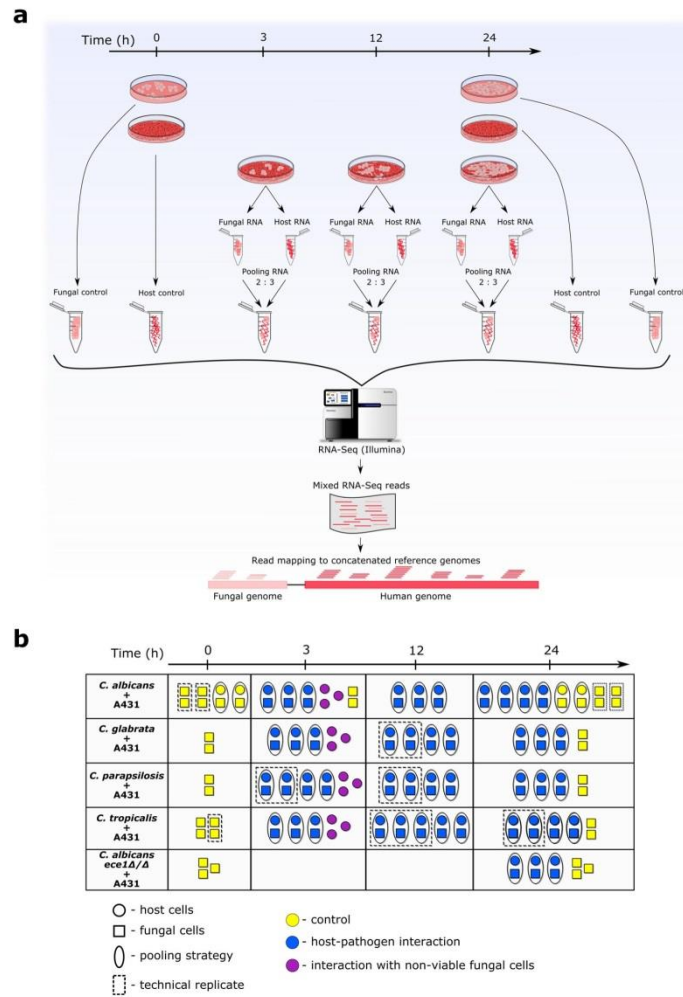 a
Time (h)
0
3
12
24
Fungal RNA
Host RNA
Fungal RNA
Host RNA
Fungal RNA
Host RNA
Pooling RNA
2 : 3
Pooling RNA
2 : 3
Pooling RNA
2 : 3
Fungal control
Host control
Host control
Fungal control
RNA-Seq (Illumina)
Mixed RNA-Seq reads
Read mapping to concatenated reference genomes
Fungal genome
Human genome
b
Time (h)
0
3
12
24
C. albicans
+
A431
C. glabrata
+
A431
C. parapsilosis
+
A431
C. tropicalis
+
A431
C. albicans
ece1Δ/Δ
+
A431
- host cells
- fungal cells
- pooling strategy
- technical replicate
- control
- host-pathogen interaction
- interaction with non-viable fungal cells